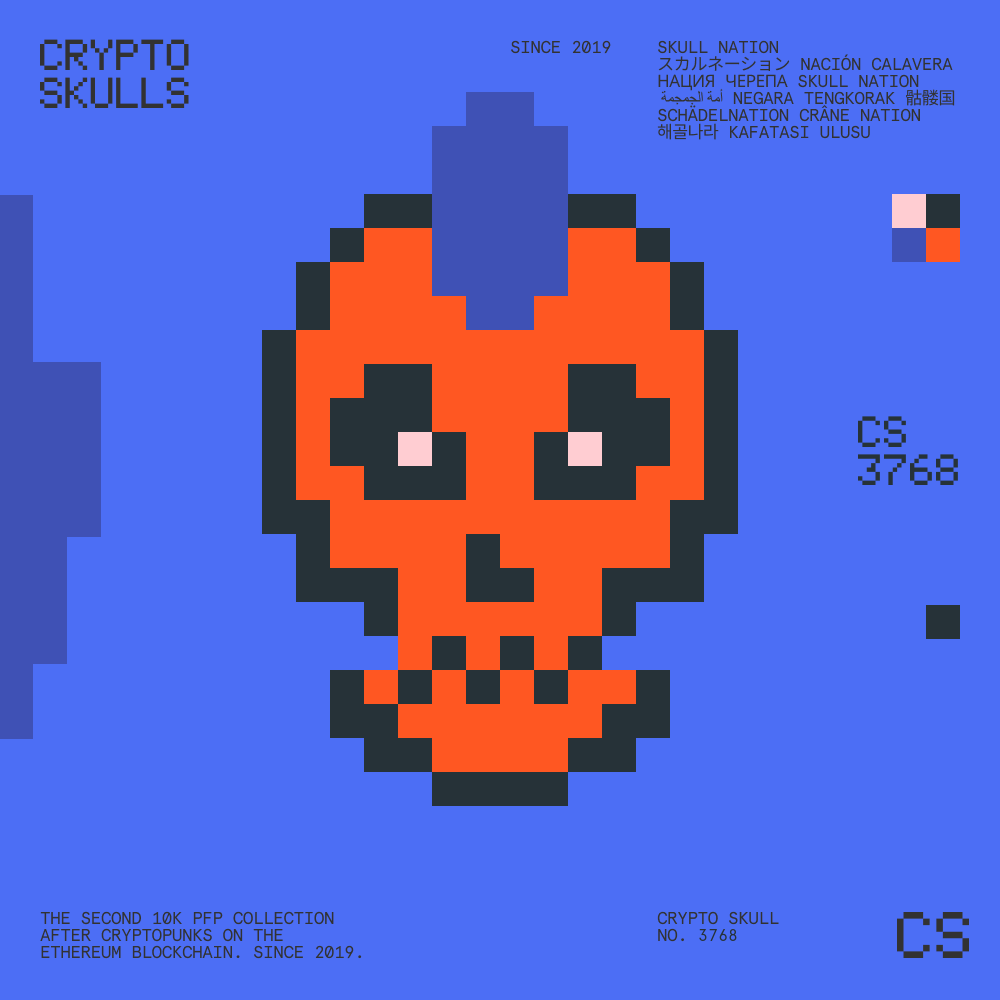 CRYPTO
SKULLS
SINCE 2019
SKULL NATION
スカルネーション NACIÓN CALAVERA
НАЦИЯ ЧЕРЕПА SKULL NATION
أمة الجمجمة NEGARA TENGKORAK 骷髅国
SCHÄDELNATION CRÂNE NATION
해골나라 KAFATASI ULUSU
CS
3768
THE SECOND 10K PFP COLLECTION
AFTER CRYPTOPUNKS ON THE
ETHEREUM BLOCKCHAIN. SINCE 2019.
CRYPTO SKULL
NO. 3768
CS